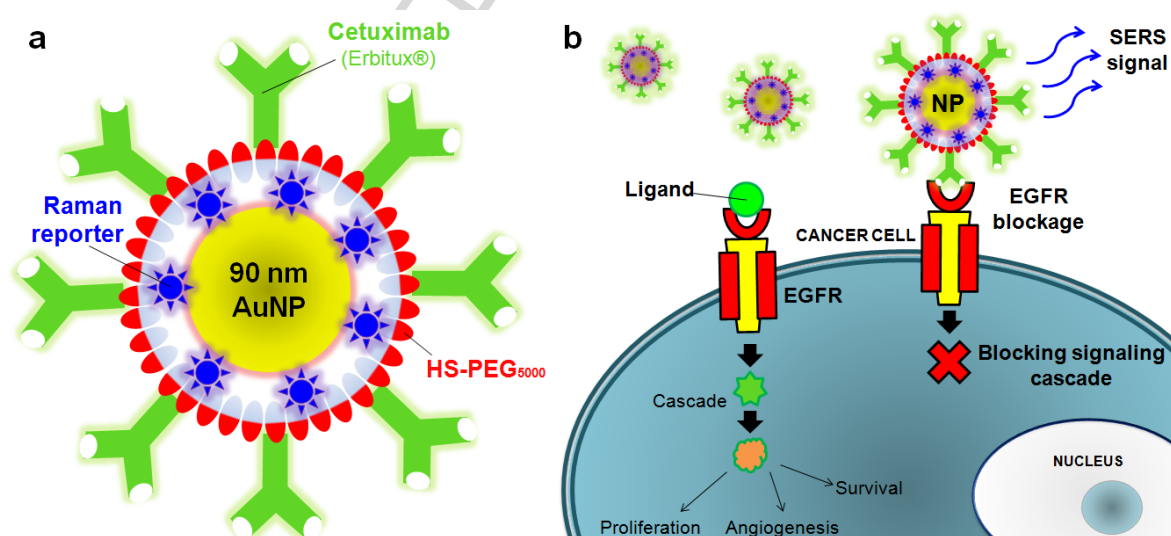 a
Cetuximab
(Erbitux®)
Raman
reporter
90 nm
AuNP
HS-PEG5000
b
SERS
signal
NP
Ligand
EGFR
blockage
CANCER CELL
EGFR
Blocking signaling
cascade
Cascade
NUCLEUS
Survival
Proliferation
Angiogenesis